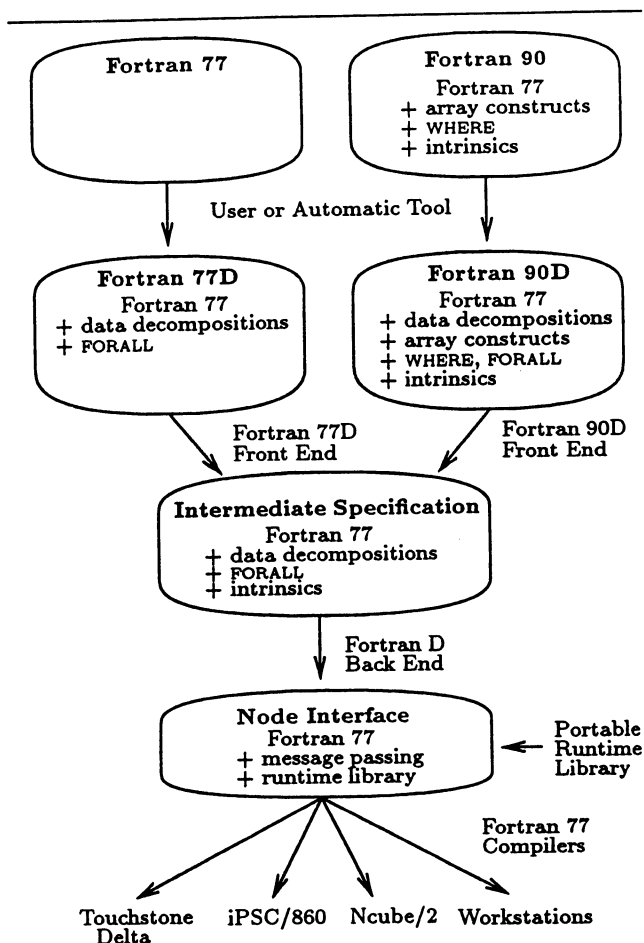 Fortran 77
Fortran 90
Fortran 77
+ array constructs
+ WHERE
+ intrinsics
User or Automatic Tool
Fortran 77D
Fortran 77
+ data decompositions
+ FORALL
Fortran 90D
Fortran 77
+ data decompositions
+ array constructs
+ WHERE, FORALL
+ intrinsics
Fortran 77D
Front End
Fortran 90D
Front End
Intermediate Specification
Fortran 77
+ data decompositions
+ FORALL
+ intrinsics
Fortran D
Back End
Node Interface
Fortran 77
+ message passing
+ runtime library
Portable
Runtime
Library
Fortran 77
Compilers
Touchstone
Delta
iPSC/860
Ncube/2
Workstations